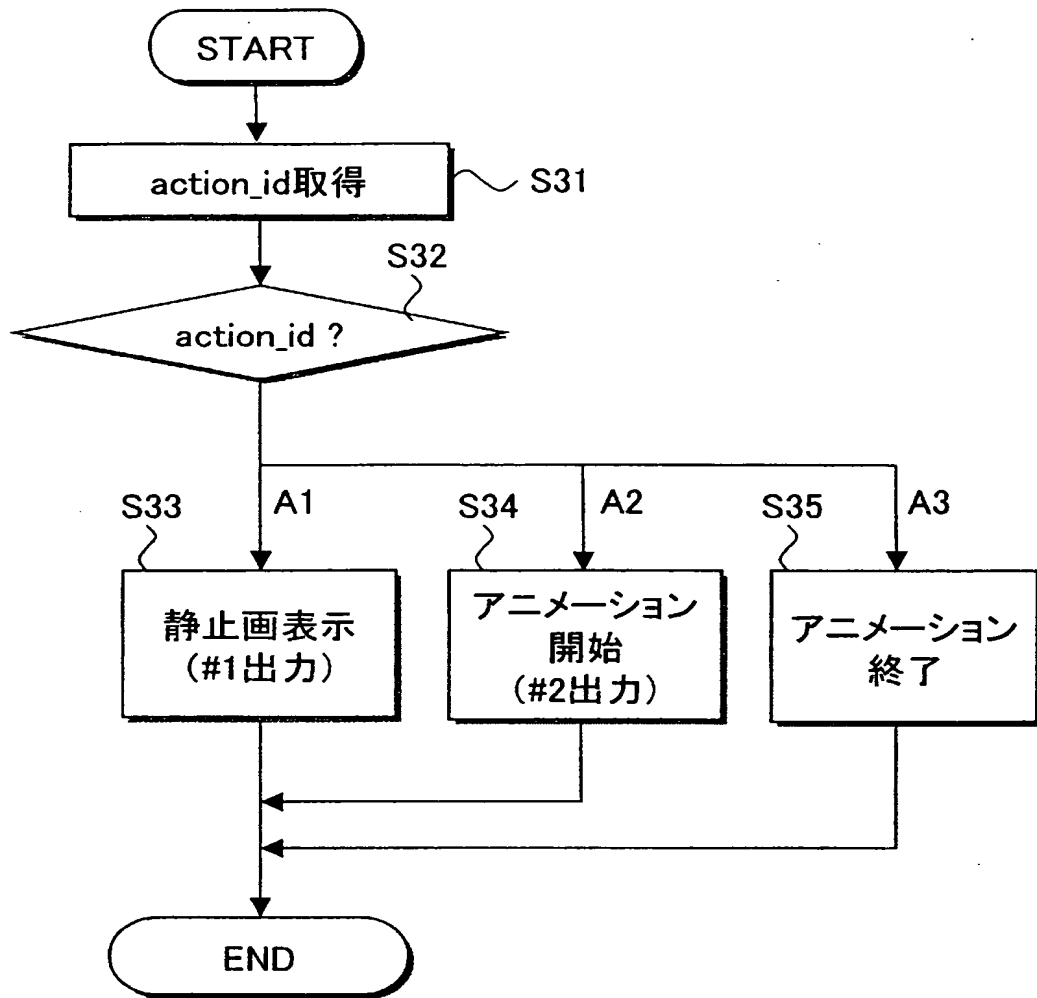 START
action_id取得
S31
S32
action_id ?
S33
A1
S34
A2
S35
A3
静止画表示
(#1出力)
アニメーション
開始
(#2出力)
アニメーション
終了
END